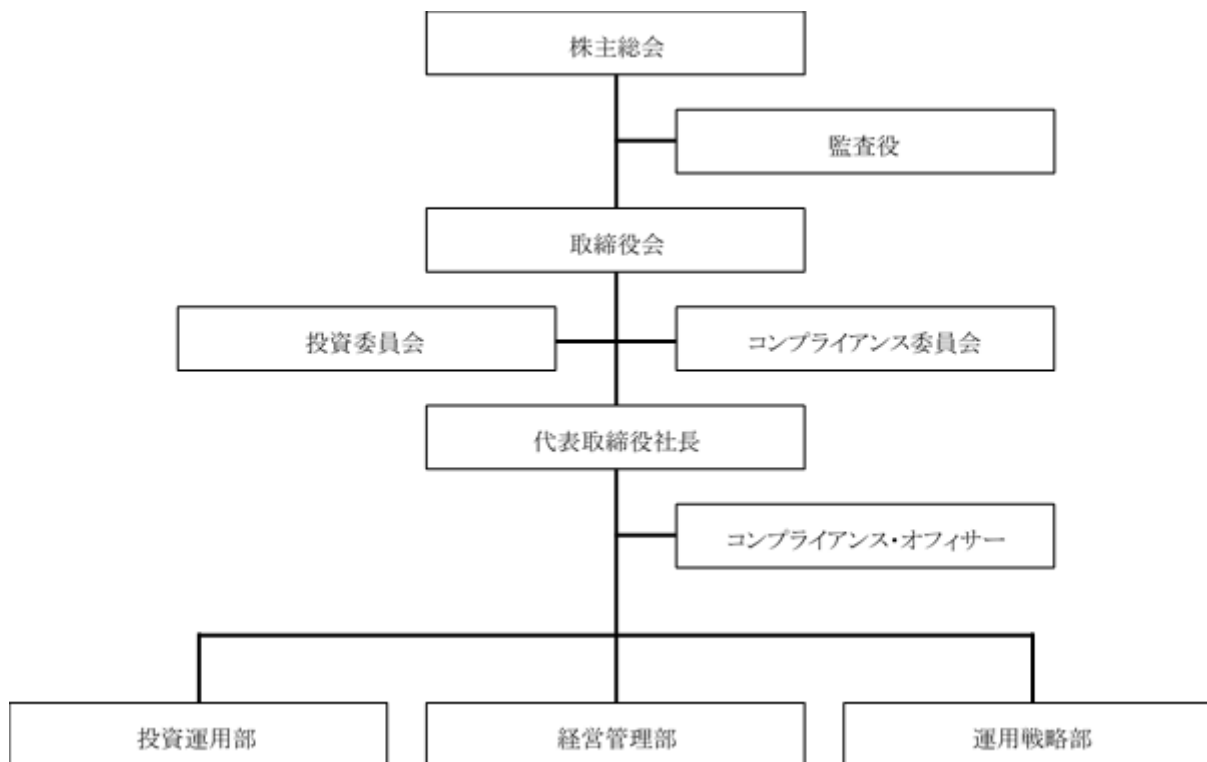 株主総会
監査役
取締役会
投資委員会
コンプライアンス委員会
代表取締役社長
コンプライアンス・オフィサー
投資運用部
経営管理部
運用戦略部